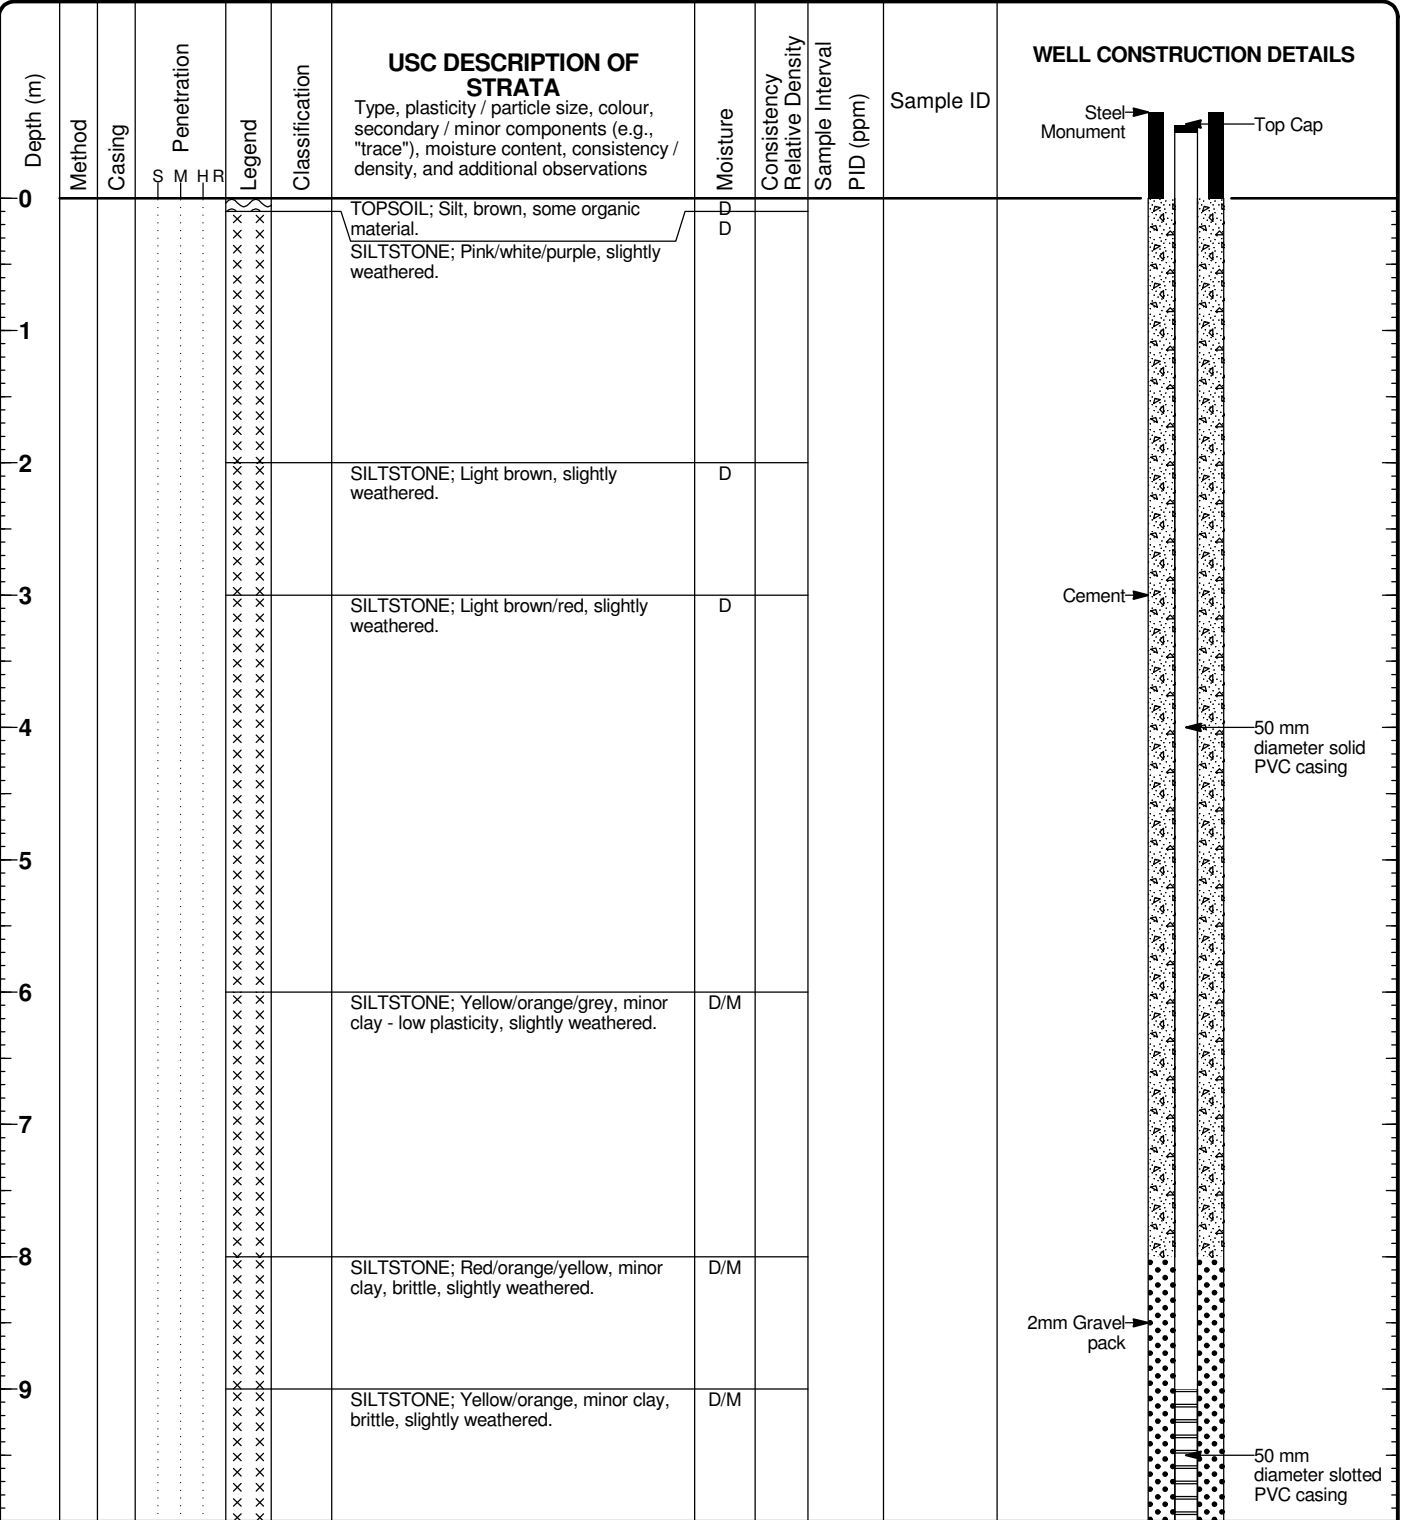 Depth (m)
Method
Casing
Penetration
S M H R
Legend
Classification
USC DESCRIPTION OF
STRATA
Type, plasticity / particle size, colour,
secondary / minor components (e.g.,
"trace"), moisture content, consistency /
density, and additional observations
Moisture
Consistency
Relative Density
Sample Interval
PID (ppm)
Sample ID
WELL CONSTRUCTION DETAILS
Steel
Monument
Top Cap
0
TOPSOIL; Silt, brown, some organic
material.
D
D
SILTSTONE; Pink/white/purple, slightly
weathered.
1
2
SILTSTONE; Light brown, slightly
weathered.
D
3
SILTSTONE; Light brown/red, slightly
weathered.
D
Cement
4
50 mm
diameter solid
PVC casing
5
6
SILTSTONE; Yellow/orange/grey, minor
clay - low plasticity, slightly weathered.
D/M
7
8
SILTSTONE; Red/orange/yellow, minor
clay, brittle, slightly weathered.
D/M
2mm Gravel
pack
9
SILTSTONE; Yellow/orange, minor clay,
brittle, slightly weathered.
D/M
50 mm
diameter slotted
PVC casing